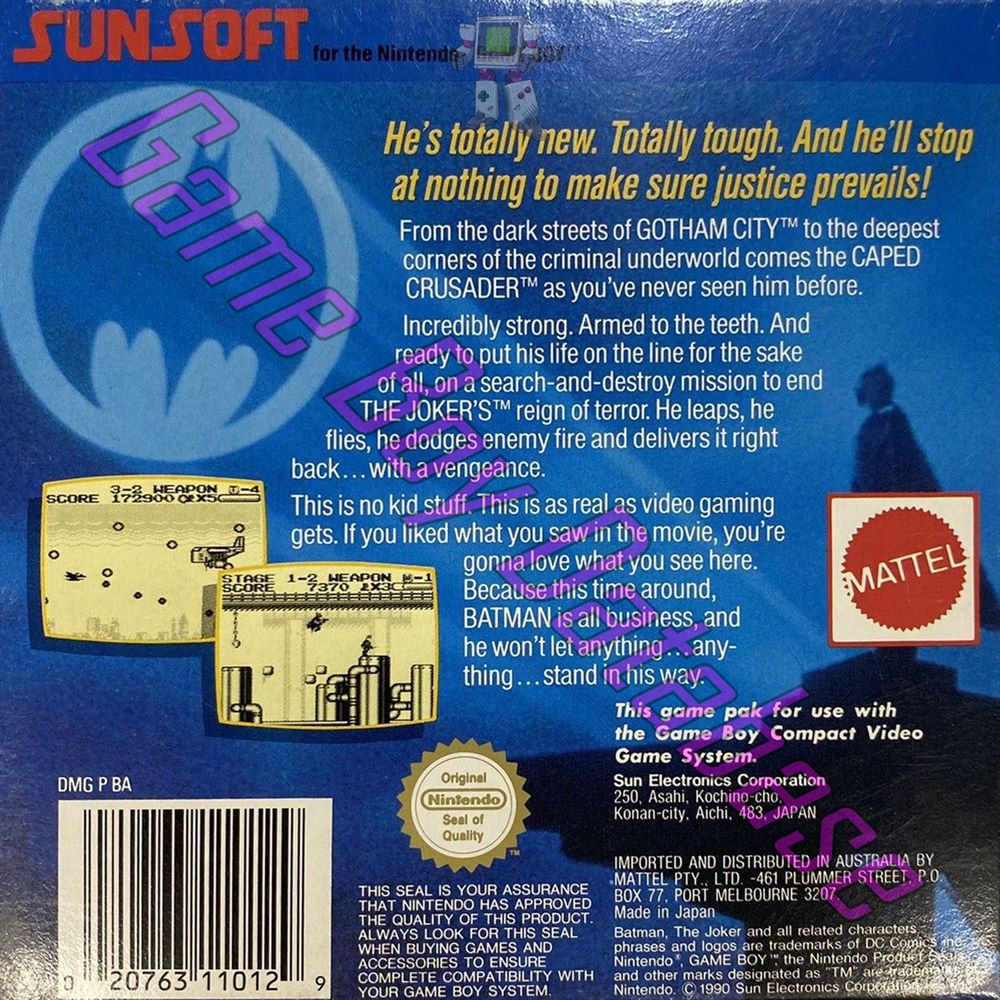 SUNSOFT for the Nintendo GAME BOY™
He's totally new. Totally tough. And he'll stop
at nothing to make sure justice prevails!
From the dark streets of GOTHAM CITY™ to the deepest
corners of the criminal underworld comes the CAPED
CRUSADER™ as you've never seen him before.
Incredibly strong. Armed to the teeth. And
ready to put his life on the line for the sake
of all, on a search-and-destroy mission to end
THE JOKER'S™ reign of terror. He leaps, he
flies, he dodges enemy fire and delivers it right
back...with a vengeance.
This is no kid stuff. This is as real as video gaming
gets. If you liked what you saw in the movie, you're
gonna love what you see here.
Because this time around,
BATMAN is all business, and
he won't let anything...any-
thing...stand in his way.
3-2 WEAPON -4
SCORE 172900 X5
STAGE 1-2 WEAPON -1
SCORE 7370 X3
MATTEL
This game pak for use with
the Game Boy Compact Video
Game System.
Sun Electronics Corporation
250, Asahi, Kochino-cho,
Konan-city, Aichi, 483, JAPAN
DMG P BA
Original
Nintendo
Seal of
Quality
™
THIS SEAL IS YOUR ASSURANCE
THAT NINTENDO HAS APPROVED
THE QUALITY OF THIS PRODUCT.
ALWAYS LOOK FOR THIS SEAL
WHEN BUYING GAMES AND
ACCESSORIES TO ENSURE
COMPLETE COMPATIBILITY WITH
YOUR GAME BOY SYSTEM.
IMPORTED AND DISTRIBUTED IN AUSTRALIA BY
MATTEL PTY., LTD. -461 PLUMMER STREET, P.O.
BOX 77, PORT MELBOURNE 3207.
Made in Japan
Batman, The Joker and all related characters
phrases and logos are trademarks of DC Comics
Nintendo®, GAME BOY™ the Nintendo Product Seals
and other marks designated as "TM" are trademarks
© 1990 Sun Electronics Corporation
0 20763 11012 9
Game Boy Database